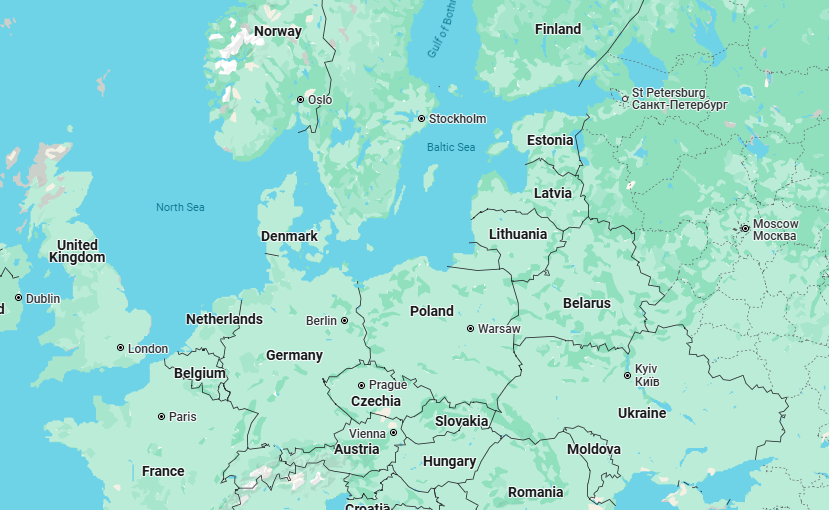 Norway
Finland
Gulf of Both
Oslo
St Petersburg
Санкт-Петербург
Stockholm
Estonia
Baltic Sea
Latvia
North Sea
Moscow
Москва
Lithuania
Denmark
United
Kingdom
Dublin
d
Belarus
Poland
Netherlands
Berlin
Warsaw
London
Germany
Belgium
Kyiv
Київ
Prague
Czechia
Paris
Ukraine
Slovakia
Vienna
Austria
Moldova
Hungary
France
Romania
Croatia